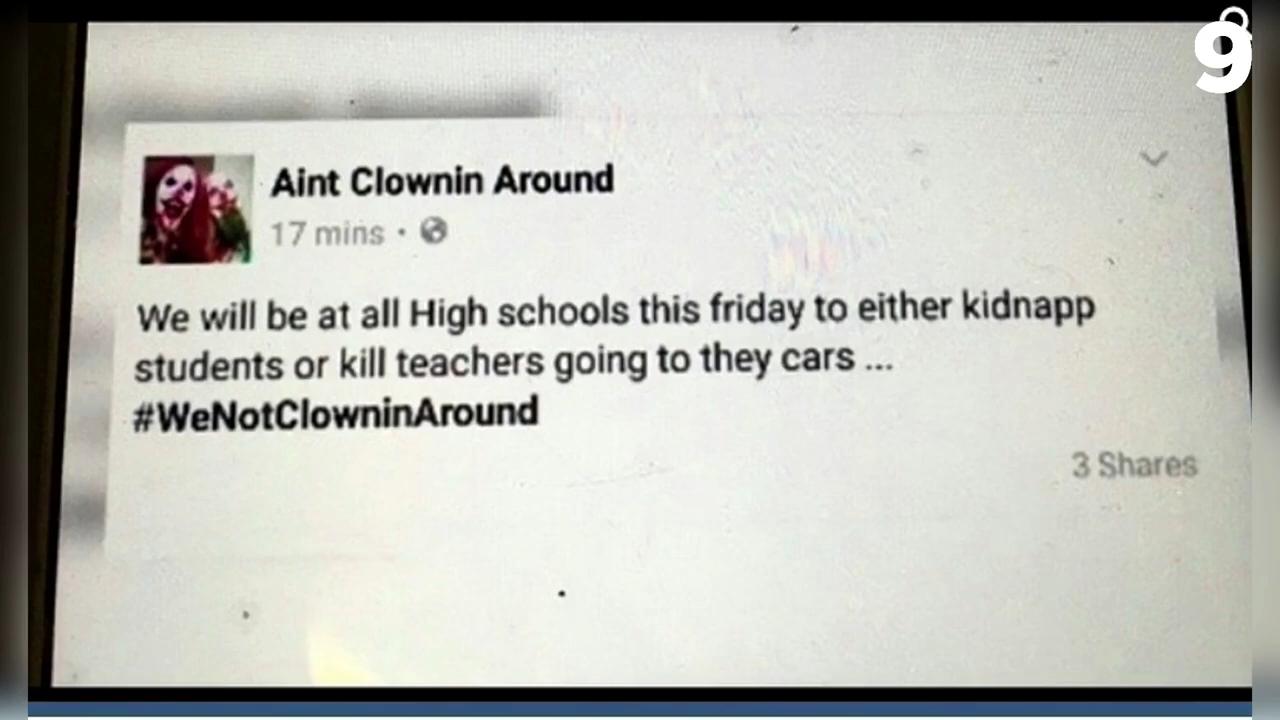 9
Aint Clownin Around
17 mins ·
We will be at all High schools this friday to either kidnapp
students or kill teachers going to they cars ...
#WeNotClowninAround
3 Shares